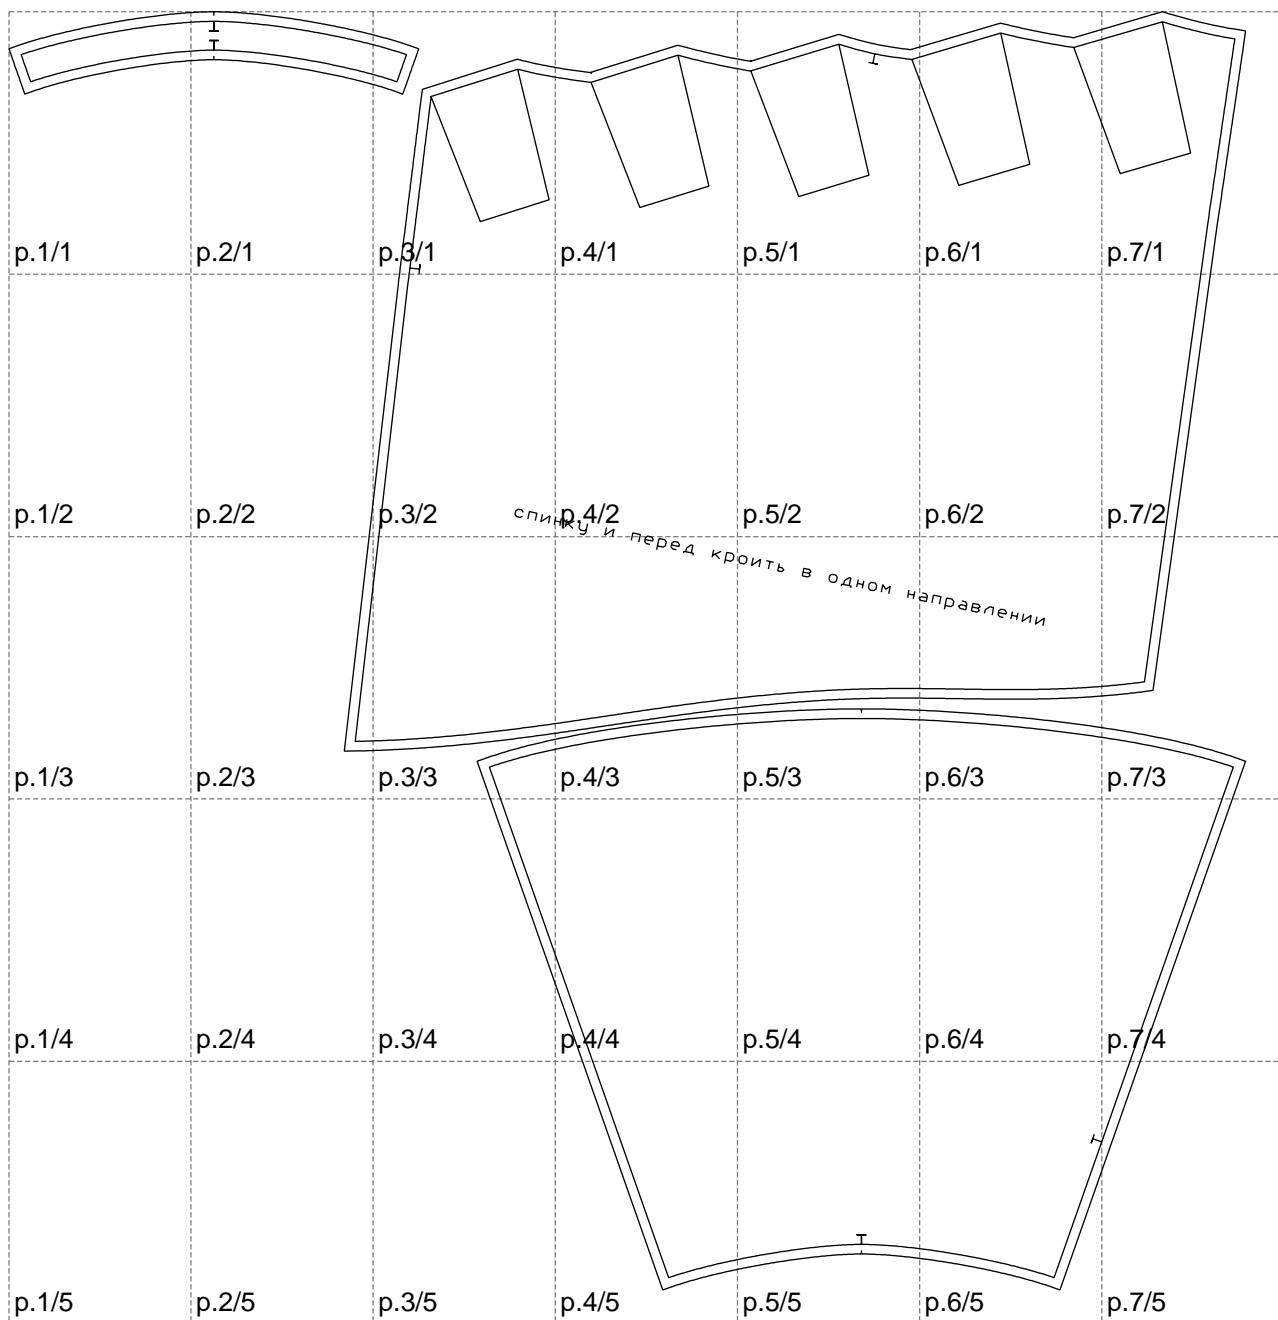 p.1/1 p.2/1 p.3/1 p.4/1 p.5/1 p.6/1 p.7/1
p.1/2 p.2/2 p.3/2 p.4/2 p.5/2 p.6/2 p.7/2
спинку и перед кроить в одном направлении
p.1/3 p.2/3 p.3/3 p.4/3 p.5/3 p.6/3 p.7/3
p.1/4 p.2/4 p.3/4 p.4/4 p.5/4 p.6/4 p.7/4
p.1/5 p.2/5 p.3/5 p.4/5 p.5/5 p.6/5 p.7/5